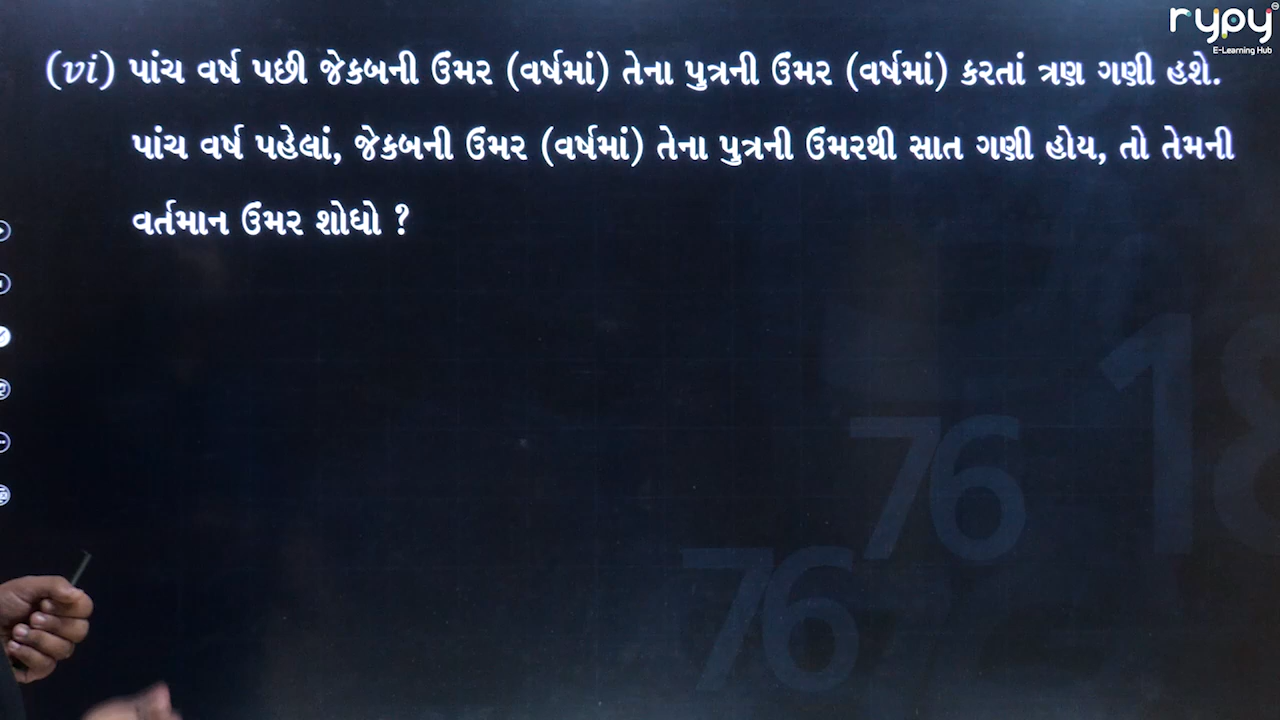 rypy
E-Learning Hub
(vi) પાંચ વર્ષ પછી જેકબની ઉંમર (વર્ષમાં) તેના પુત્રની ઉંમર (વર્ષમાં) કરતાં ત્રણ ગણી હશે.
પાંચ વર્ષ પહેલાં, જેકબની ઉંમર (વર્ષમાં) તેના પુત્રની ઉંમરથી સાત ગણી હોય, તો તેમની
વર્તમાન ઉંમર શોધો ?
18
76
76